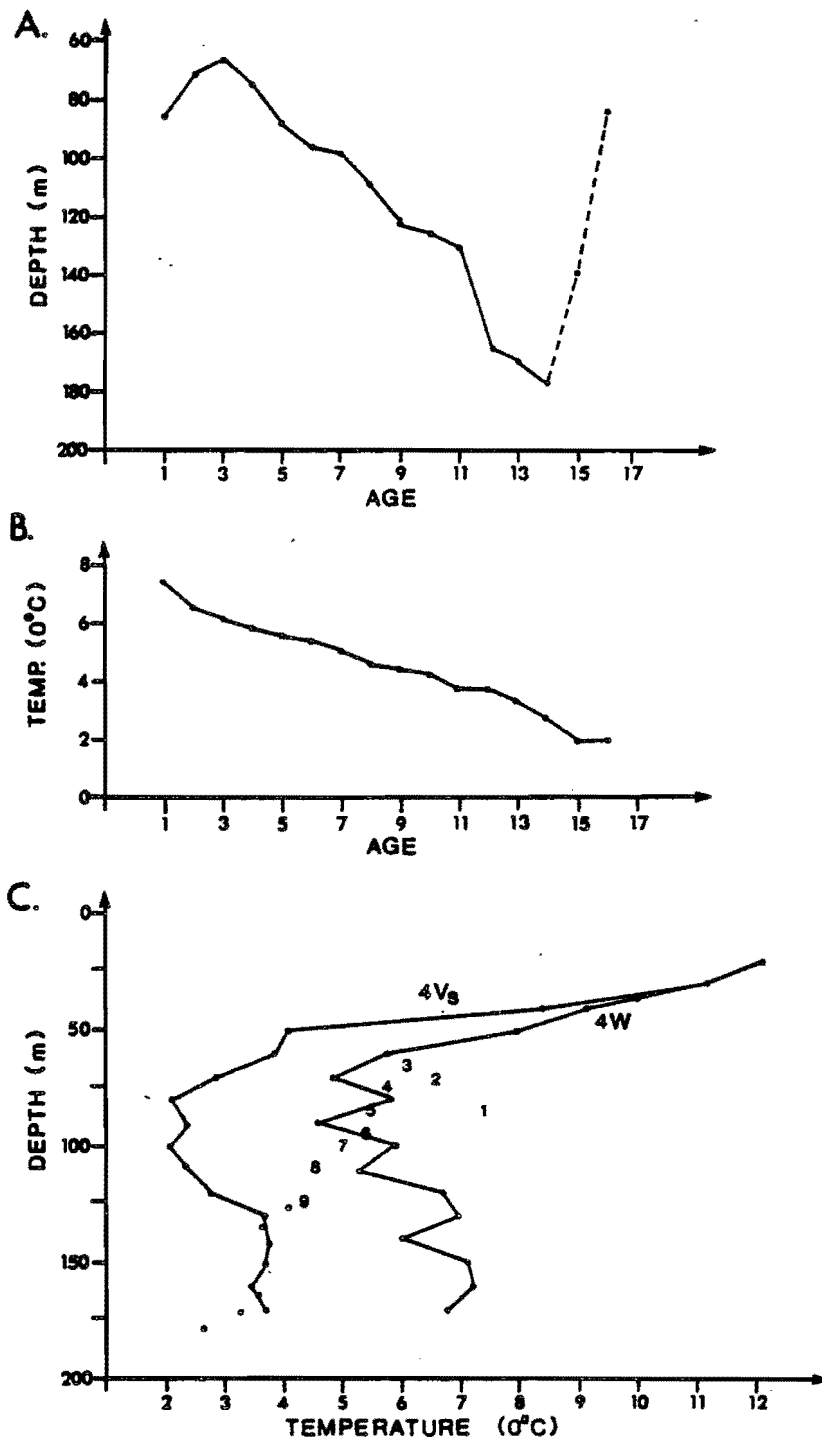 A.
60
80
100
120
140
160
180
200
DEPTH (m)
1 3 5 7 9 11 13 15 17
AGE
B.
8
6
4
2
0
TEMP. (0°C)
1 3 5 7 9 11 13 15 17
AGE
C.
0
50
100
150
200
DEPTH (m)
4Vs
4W
3
2
4
5
1
6
7
8
9
2 3 4 5 6 7 8 9 10 11 12
TEMPERATURE (0°C)